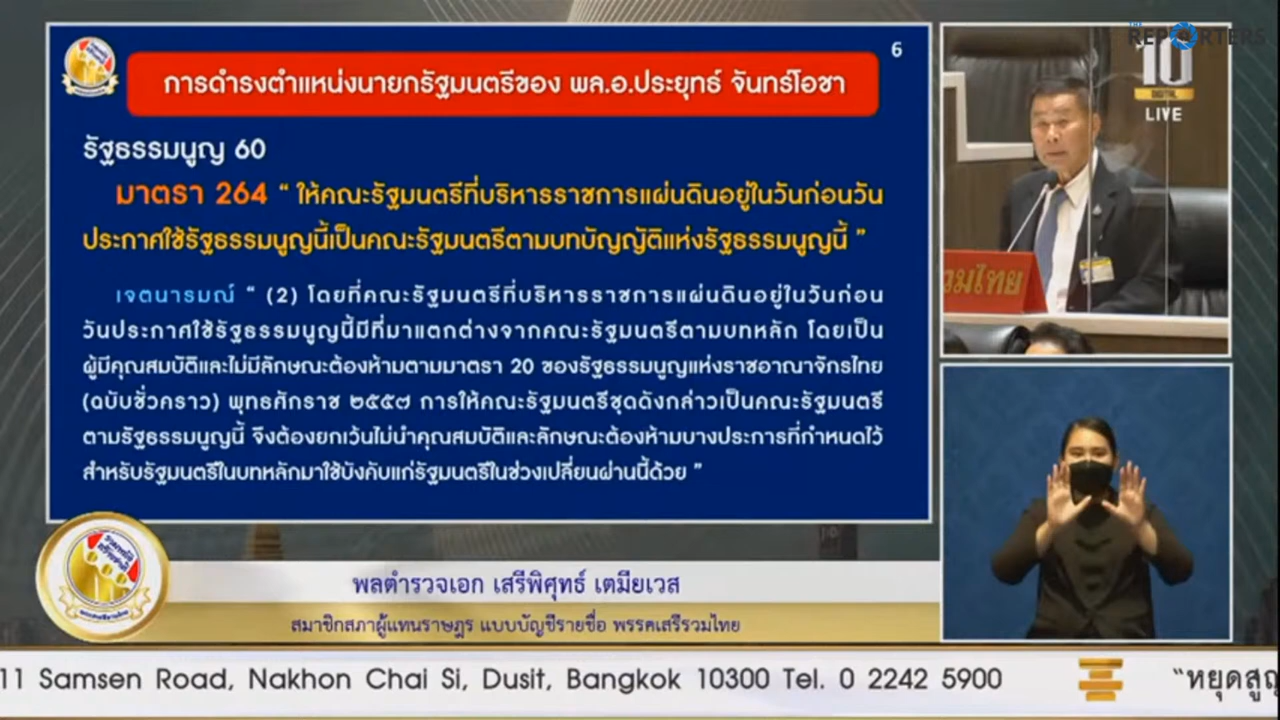 THE REPORTERS
6
การดำรงตำแหน่งนายกรัฐมนตรีของ พล.อ.ประยุทธ์ จันทร์โอชา
10
DIGITAL
LIVE
รัฐธรรมนูญ 60
มาตรา 264 “ ให้คณะรัฐมนตรีที่บริหารราชการแผ่นดินอยู่ในวันก่อนวัน
ประกาศใช้รัฐธรรมนูญนี้เป็นคณะรัฐมนตรีตามบทบัญญัติแห่งรัฐธรรมนูญนี้ ”
เจตนารมณ์ “ (2) โดยที่คณะรัฐมนตรีที่บริหารราชการแผ่นดินอยู่ในวันก่อน
วันประกาศใช้รัฐธรรมนูญนี้มีที่มาแตกต่างจากคณะรัฐมนตรีตามบทหลัก โดยเป็น
ผู้มีคุณสมบัติและไม่มีลักษณะต้องห้ามตามมาตรา 20 ของรัฐธรรมนูญแห่งราชอาณาจักรไทย
(ฉบับชั่วคราว) พุทธศักราช ๒๕๕๗ การให้คณะรัฐมนตรีชุดดังกล่าวเป็นคณะรัฐมนตรี
ตามรัฐธรรมนูญนี้ จึงต้องยกเว้นไม่นำคุณสมบัติและลักษณะต้องห้ามบางประการที่กำหนดไว้
สำหรับรัฐมนตรีในบทหลักมาใช้บังคับแก่รัฐมนตรีในช่วงเปลี่ยนผ่านนี้ด้วย ”
รวมไทย
พลตำรวจเอก เสรีพิศุทธ์ เตมียเวส
สมาชิกสภาผู้แทนราษฎร แบบบัญชีรายชื่อ พรรคเสรีรวมไทย
11 Samsen Road, Nakhon Chai Si, Dusit, Bangkok 10300 Tel. 0 2242 5900 “หยุดสูญ